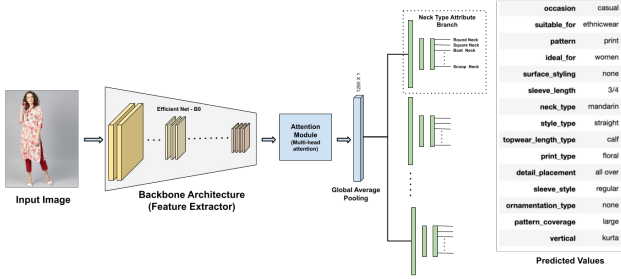 Input Image
Efficient Net - B0
Backbone Architecture
(Feature Extractor)
Attention
Module
(Multi-head
attention)
1280 X 1
Global Average
Pooling
Neck Type Attribute
Branch
Round Neck
Square Neck
Boat Neck
Scoop Neck
occasion casual
suitable_for ethnicwear
pattern print
ideal_for women
surface_styling none
sleeve_length 3/4
neck_type mandarin
style_type straight
topwear_length_type calf
print_type floral
detail_placement all over
sleeve_style regular
ornamentation_type none
pattern_coverage large
vertical kurta
Predicted Values